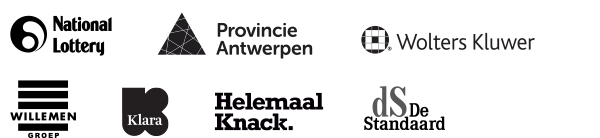 National
Lottery
Provincie
Antwerpen
Wolters Kluwer
WILLEMEN
GROEP
Klara
Helemaal
Knack.
dS De
Standaard